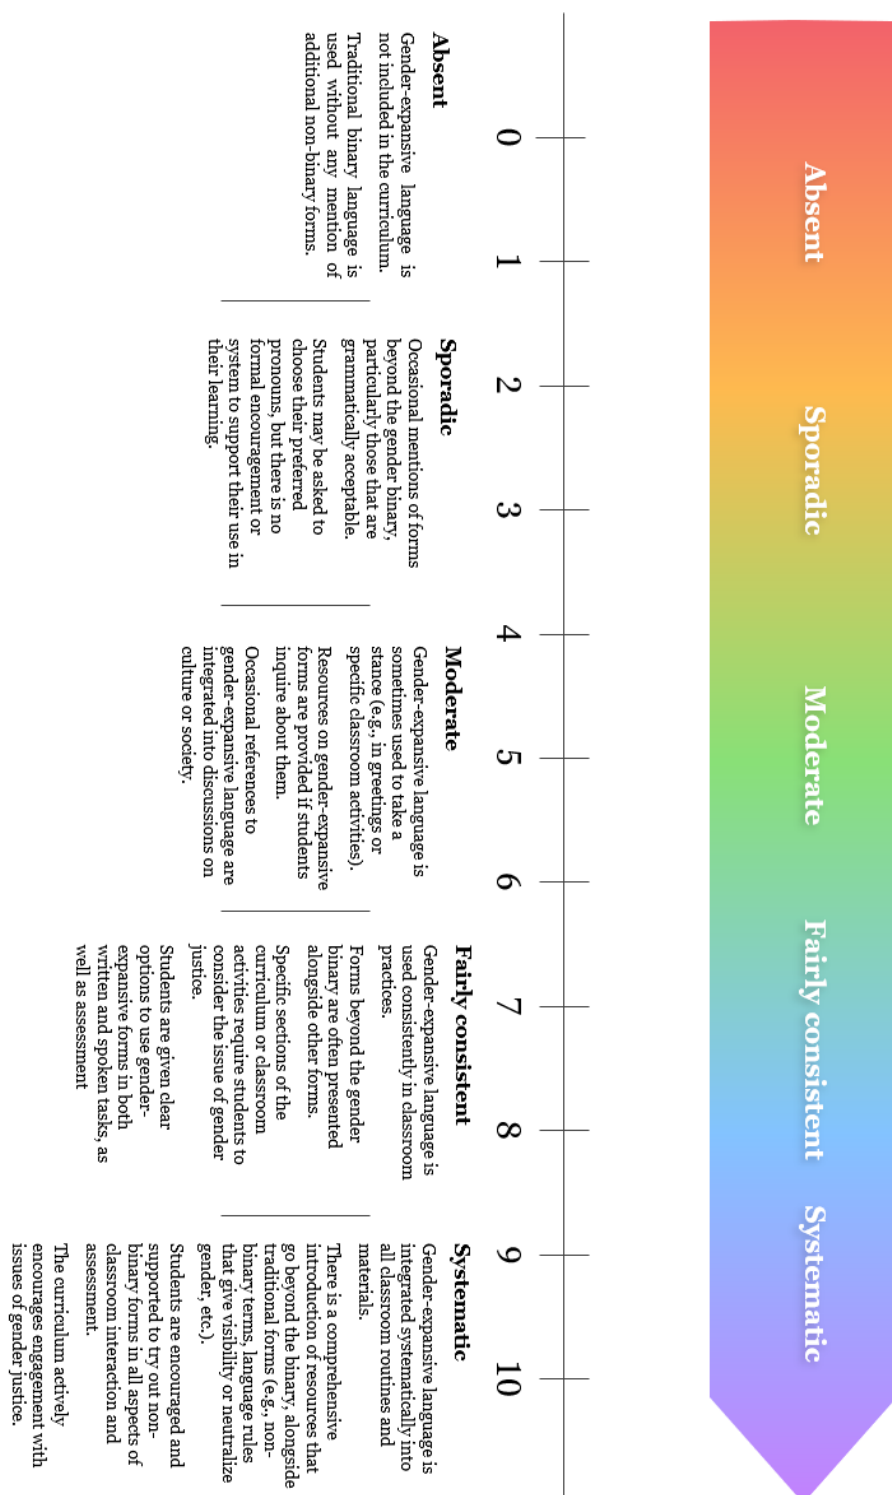 Absent
Sporadic
Moderate
Fairly consistent
Systematic
0
1
2
3
4
5
6
7
8
9
10
Absent
Gender-expansive language is
not included in the curriculum.
Traditional binary language is
used without any mention of
additional non-binary forms.
Sporadic
Occasional mentions of forms
beyond the gender binary,
particularly those that are
grammatically acceptable.
Students may be asked to
choose their preferred
pronouns, but there is no
formal encouragement or
system to support their use in
their learning.
Moderate
Gender-expansive language is
sometimes used to take a
stance (e.g., in greetings or
specific classroom activities).
Resources on gender-expansive
forms are provided if students
inquire about them.
Occasional references to
gender-expansive language are
integrated into discussions on
culture or society.
Fairly consistent
Gender-expansive language is
used consistently in classroom
practices.
Forms beyond the gender
binary are often presented
alongside other forms.
Specific sections of the
curriculum or classroom
activities require students to
consider the issue of gender
justice.
Students are given clear
options to use gender-
expansive forms in both
written and spoken tasks, as
well as assessment
Systematic
Gender-expansive language is
integrated systematically into
all classroom routines and
materials.
There is a comprehensive
introduction of resources that
go beyond the binary, alongside
traditional forms (e.g., non-
binary terms, language rules
that give visibility or neutralize
gender, etc.).
Students are encouraged and
supported to try out non-
binary forms in all aspects of
classroom interaction and
assessment.
The curriculum actively
encourages engagement with
issues of gender justice.